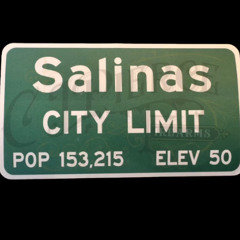 Salinas
CITY LIMIT
POP 153,215 ELEV 50